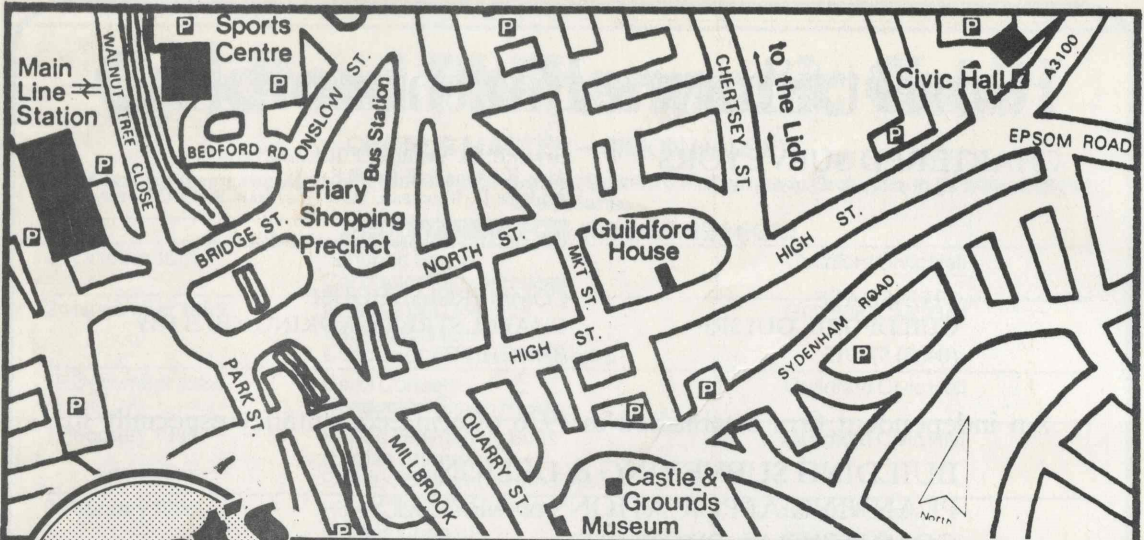 P
Sports
Centre
P
P
Main
Line
Station
WALNUT TREE CLOSE
P
P
BEDFORD RD
ONSLOW ST.
Bus Station
Friary
Shopping
Precinct
BRIDGE ST.
NORTH ST.
MKT ST.
Guildford
House
CHERTSEY ST.
to the Lido
P
Civic Hall
A3100
P
EPSOM ROAD
HIGH ST.
HIGH ST.
SYDENHAM ROAD
P
P
P
PARK ST.
P
MILLBROOK
QUARRY ST.
Castle &
Grounds
Museum
P
North